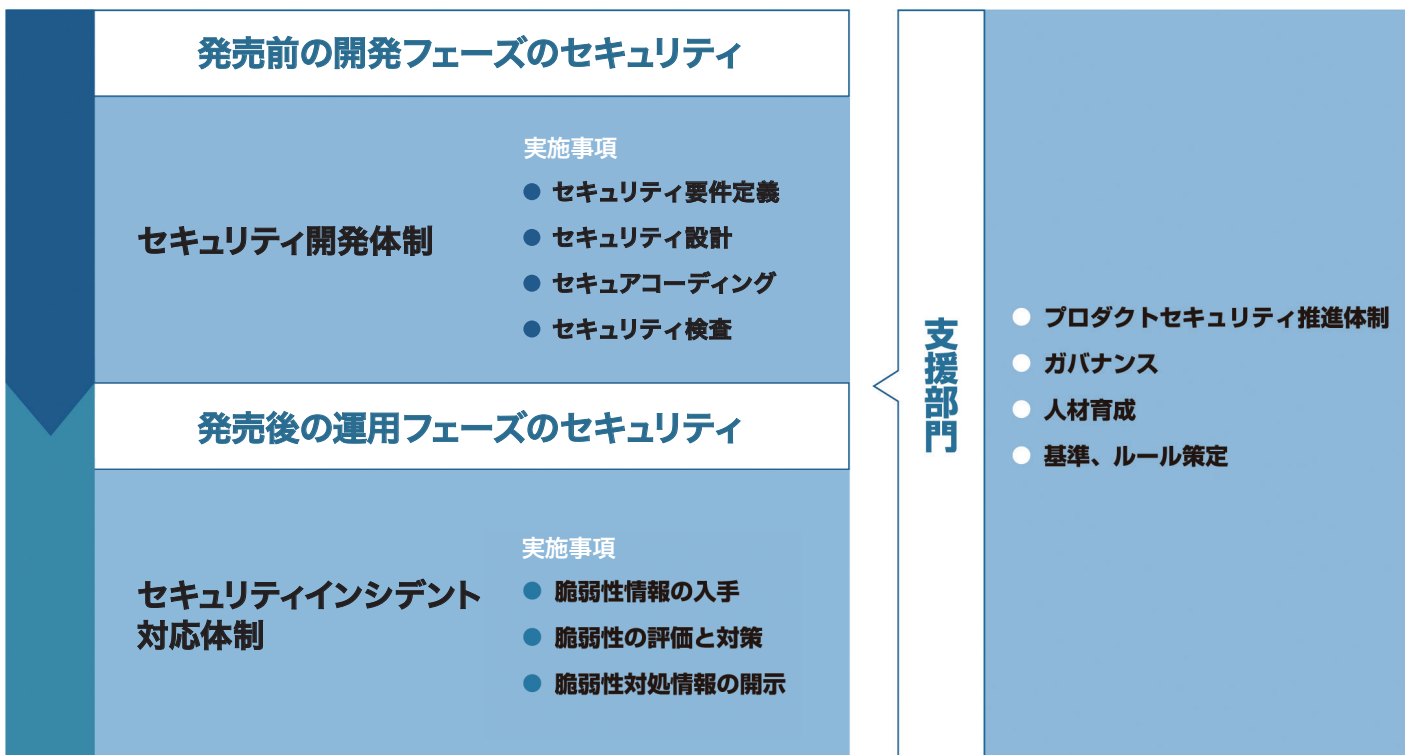 発売前の開発フェーズのセキュリティ
セキュリティ開発体制
実施事項
● セキュリティ要件定義
● セキュリティ設計
● セキュアコーディング
● セキュリティ検査
発売後の運用フェーズのセキュリティ
セキュリティインシデント
対応体制
実施事項
● 脆弱性情報の入手
● 脆弱性の評価と対策
● 脆弱性対処情報の開示
支援部門
● プロダクトセキュリティ推進体制
● ガバナンス
● 人材育成
● 基準、ルール策定